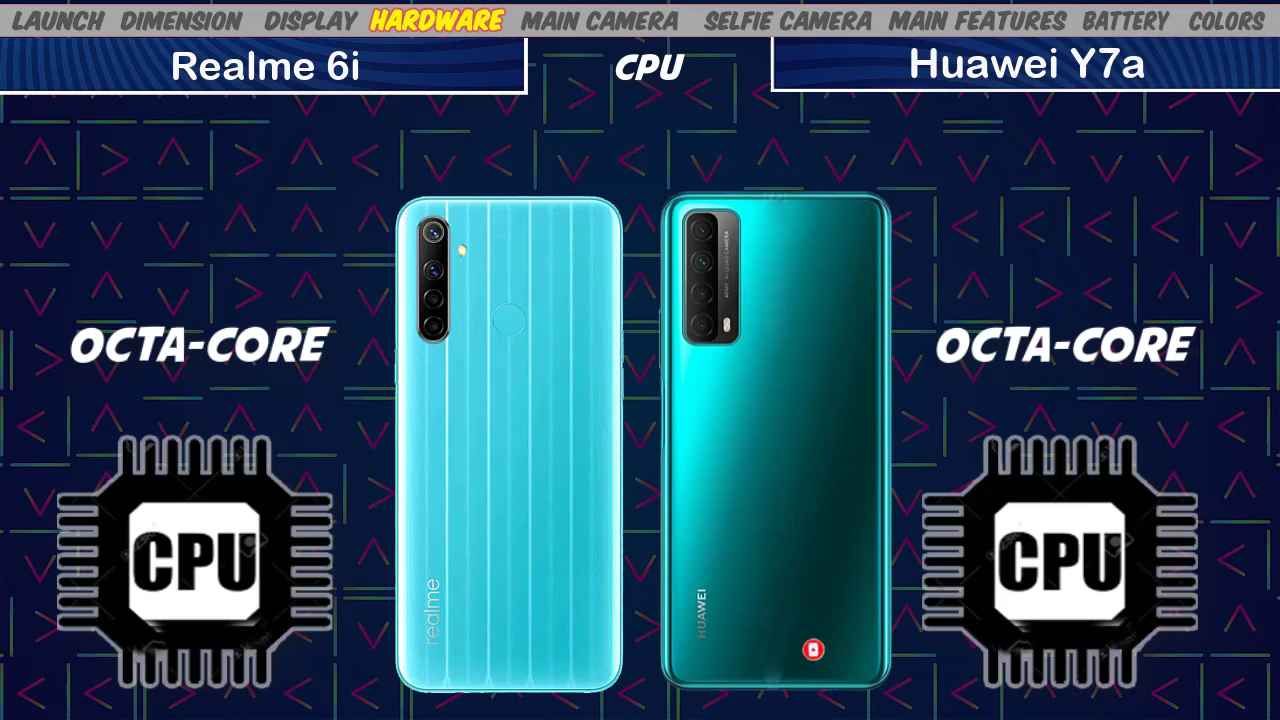 LAUNCH DIMENSION DISPLAY HARDWARE MAIN CAMERA SELFIE CAMERA MAIN FEATURES BATTERY COLORS
Realme 6i
CPU
Huawei Y7a
OCTA-CORE
OCTA-CORE
CPU
CPU
realme
HUAWEI